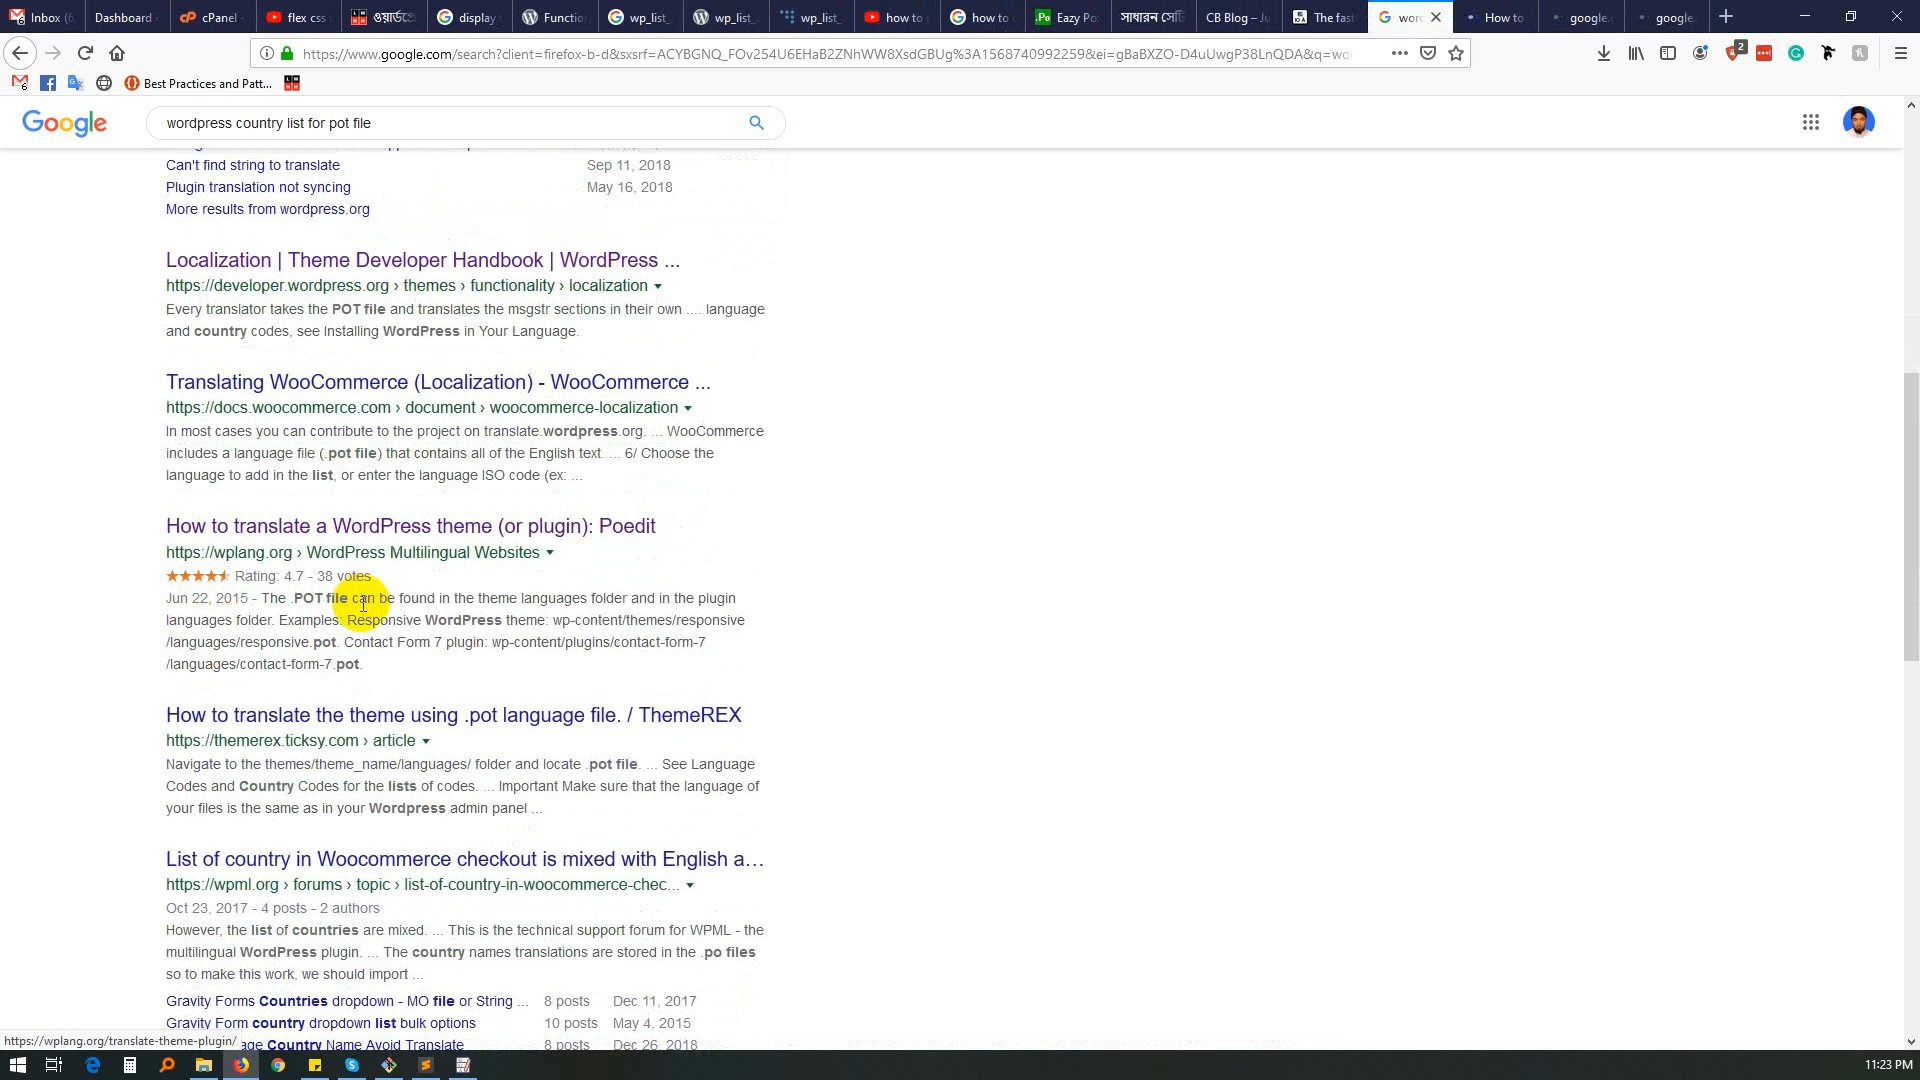 Inbox (6
Dashboard
cPanel -
flex css
ওয়ার্ডপ্রে
display
Functio
wp_list_
wp_list_
wp_list_
how to
how to
Eazy Po
সাধারন সেটি
CB Blog – Ju
The fast
word
How to
google.
google.
https://www.google.com/search?client=firefox-b-d&sxsrf=ACYBGNQ_FOv254U6EHaB2ZNhWW8XsdGBUg%3A1568740992259&ei=gBaBXZO-D4uUwgP38LnQDA&q=wo
2
Best Practices and Patt...
Google
wordpress country list for pot file
Can't find string to translate Sep 11, 2018
Plugin translation not syncing May 16, 2018
More results from wordpress.org
Localization | Theme Developer Handbook | WordPress ...
https://developer.wordpress.org › themes › functionality › localization
Every translator takes the POT file and translates the msgstr sections in their own .... language
and country codes, see Installing WordPress in Your Language.
Translating WooCommerce (Localization) - WooCommerce ...
https://docs.woocommerce.com › document › woocommerce-localization
In most cases you can contribute to the project on translate.wordpress.org. ... WooCommerce
includes a language file (.pot file) that contains all of the English text. ... 6/ Choose the
language to add in the list, or enter the language ISO code (ex: ...
How to translate a WordPress theme (or plugin): Poedit
https://wplang.org › WordPress Multilingual Websites
Rating: 4.7 - 38 votes
Jun 22, 2015 - The .POT file can be found in the theme languages folder and in the plugin
languages folder. Examples: Responsive WordPress theme: wp-content/themes/responsive
/languages/responsive.pot. Contact Form 7 plugin: wp-content/plugins/contact-form-7
/languages/contact-form-7.pot.
How to translate the theme using .pot language file. / ThemeREX
https://themerex.ticksy.com › article
Navigate to the themes/theme_name/languages/ folder and locate .pot file. ... See Language
Codes and Country Codes for the lists of codes. ... Important Make sure that the language of
your files is the same as in your Wordpress admin panel ...
List of country in Woocommerce checkout is mixed with English a...
https://wpml.org › forums › topic › list-of-country-in-woocommerce-chec...
Oct 23, 2017 - 4 posts - 2 authors
However, the list of countries are mixed. ... This is the technical support forum for WPML - the
multilingual WordPress plugin. ... The country names translations are stored in the .po files
so to make this work, we should import ...
Gravity Forms Countries dropdown - MO file or String ... 8 posts Dec 11, 2017
Gravity Form country dropdown list bulk options 10 posts May 4, 2015
age Country Name Avoid Translate 8 posts Dec 26, 2018
https://wplang.org/translate-theme-plugin/
11:23 PM